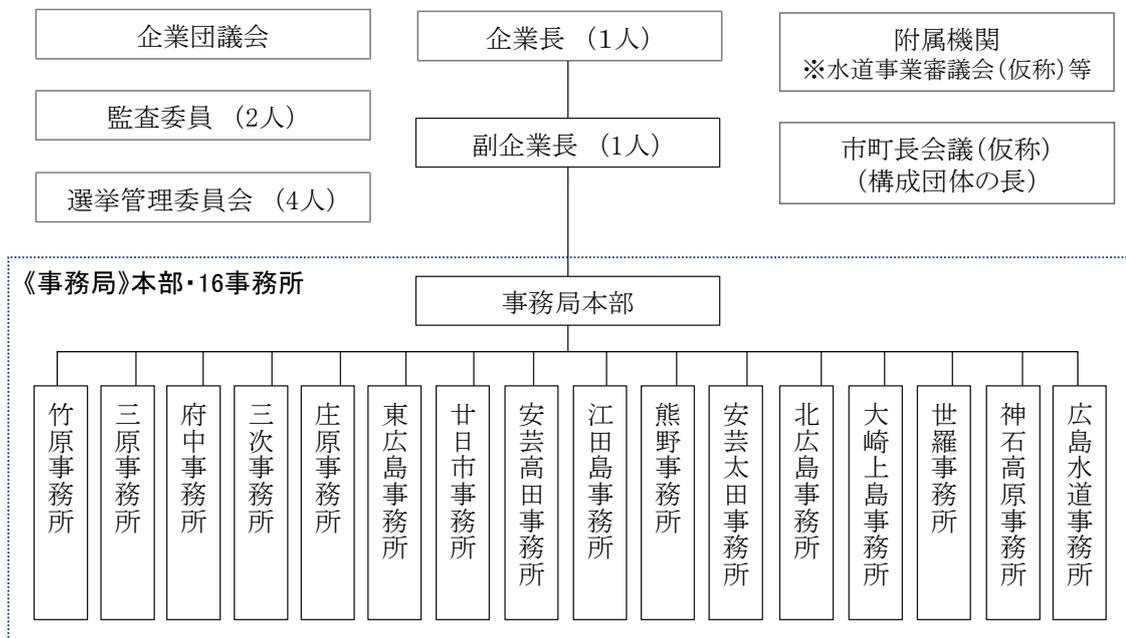 企業団議会
企業長 (1人)
附属機関
※水道事業審議会(仮称)等
監査委員 (2人)
副企業長 (1人)
市町長会議(仮称)
(構成団体の長)
選挙管理委員会 (4人)
《事務局》本部・16事務所
事務局本部
竹原事務所
三原事務所
府中事務所
三次事務所
庄原事務所
東広島事務所
廿日市事務所
安芸高田事務所
江田島事務所
熊野事務所
安芸太田事務所
北広島事務所
大崎上島事務所
世羅事務所
神石高原事務所
広島水道事務所